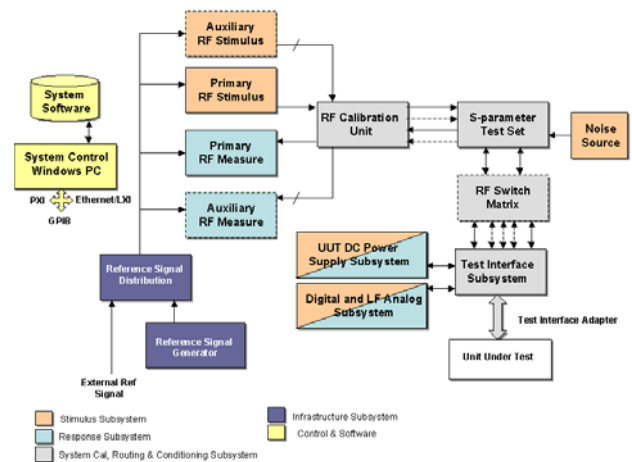 Auxiliary
RF Stimulus
System
Software
Primary
RF Stimulus
RF Calibration
Unit
S-parameter
Test Set
Noise
Source
System Control
Windows PC
Primary
RF Measure
PXI
Ethernet/LXI
GPIB
RF Switch
Matrix
Auxiliary
RF Measure
UUT DC Power
Supply Subsystem
Test Interface
Subsystem
Reference Signal
Distribution
Digital and LF Analog
Subsystem
Test Interface Adapter
Reference Signal
Generator
Unit Under Test
External Ref
Signal
Stimulus Subsystem
Infrastructure Subsystem
Response Subsystem
Control & Software
System Cal, Routing & Conditioning Subsystem